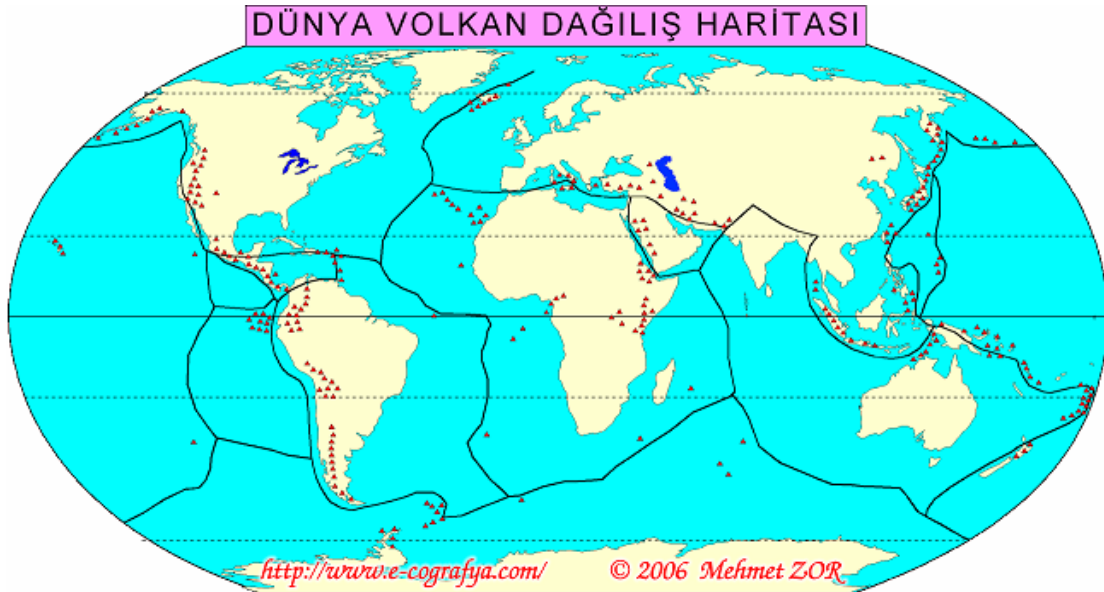 DÜNYA VOLKAN DAĞILIŞ HARİTASI
http://www.e-cografya.com/ © 2006 Mehmet ZOR